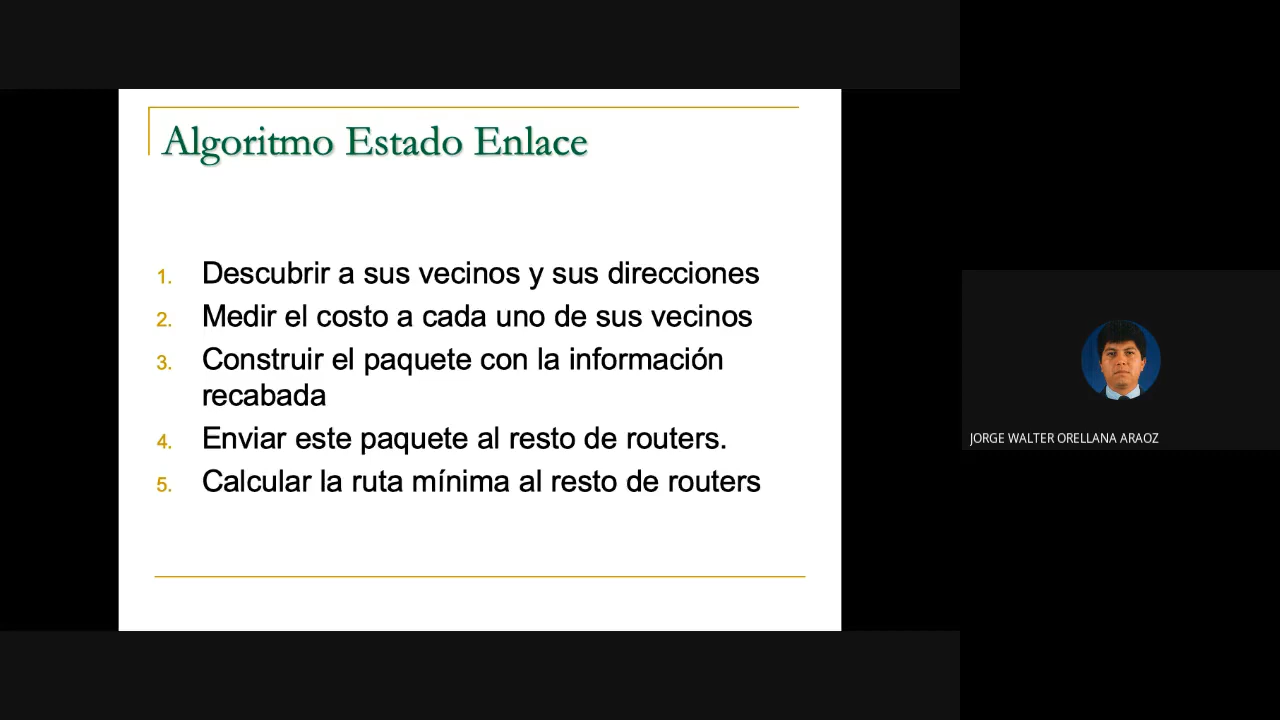 Algoritmo Estado Enlace
1. Descubrir a sus vecinos y sus direcciones
2. Medir el costo a cada uno de sus vecinos
3. Construir el paquete con la información
recabada
4. Enviar este paquete al resto de routers.
5. Calcular la ruta mínima al resto de routers
JORGE WALTER ORELLANA ARAOZ